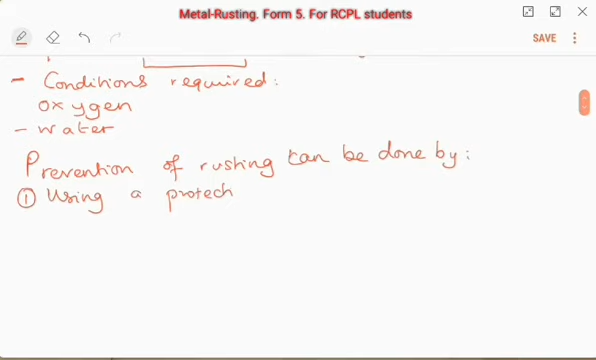 Metal-Rusting. Form 5. For RCPL students
SAVE
- Conditions required:
oxygen
- water
Prevention of rusting can be done by:
① Using a protech